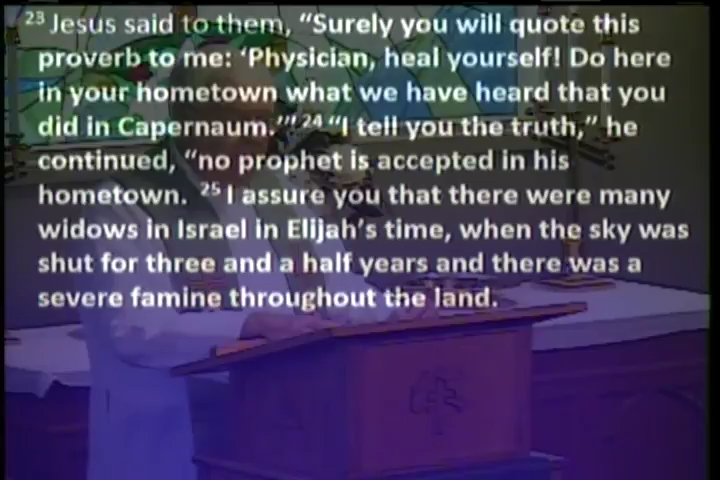 23 Jesus said to them, “Surely you will quote this
proverb to me: ‘Physician, heal yourself! Do here
in your hometown what we have heard that you
did in Capernaum.’” 24 “I tell you the truth,” he
continued, “no prophet is accepted in his
hometown. 25 I assure you that there were many
widows in Israel in Elijah’s time, when the sky was
shut for three and a half years and there was a
severe famine throughout the land.